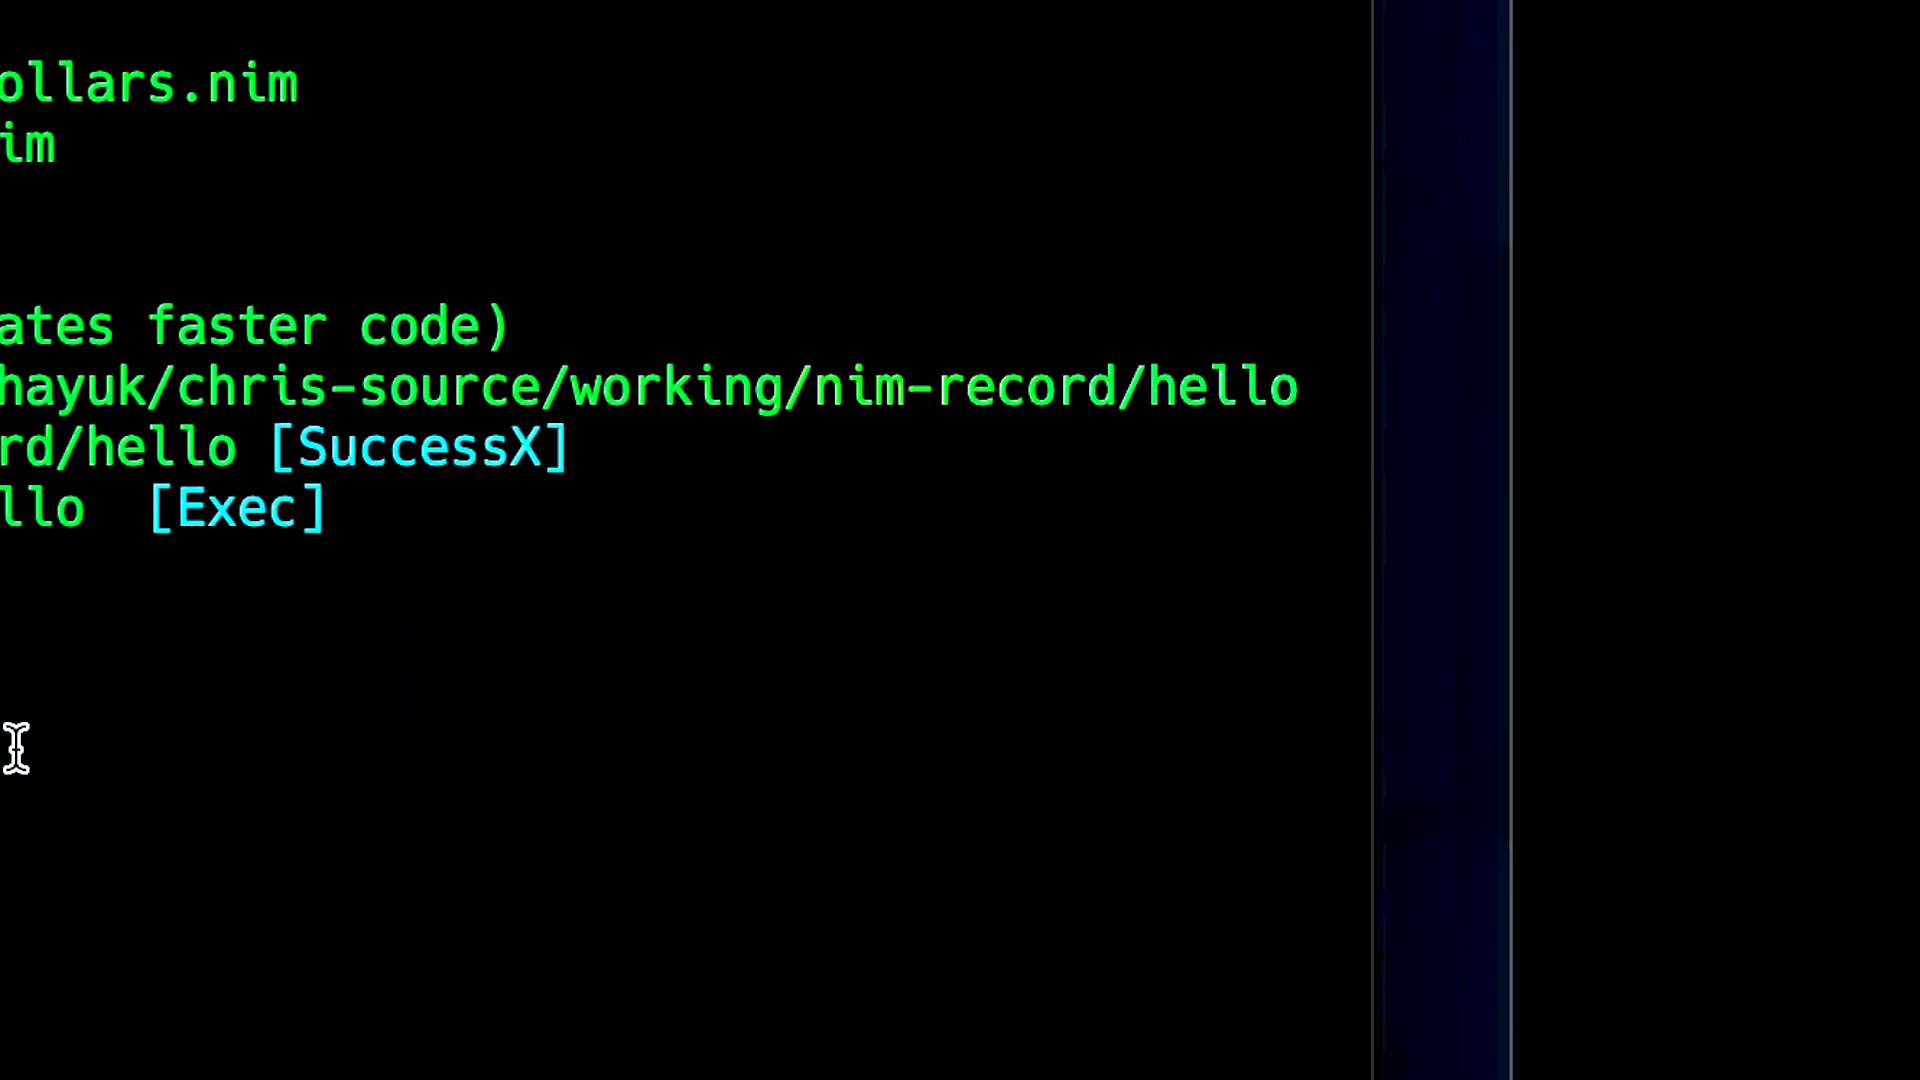 ollars.nim
im
ates faster code)
hayuk/chris-source/working/nim-record/hello
rd/hello [SuccessX]
llo  [Exec]